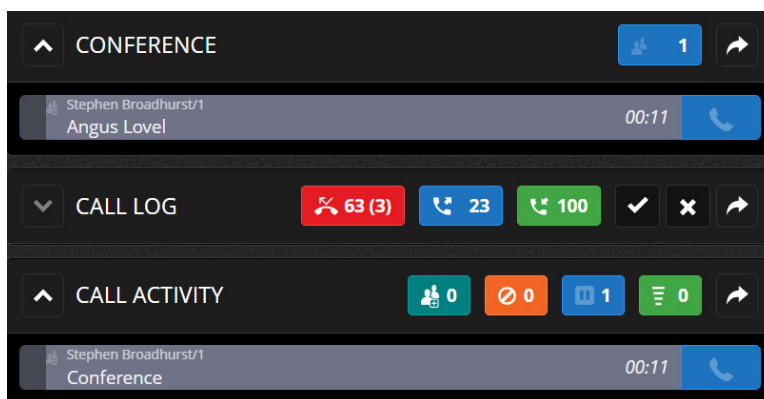 CONFERENCE 1
Stephen Broadhurst/1
Angus Lovel 00:11
CALL LOG 63 (3) 23 100
CALL ACTIVITY 0 0 1 0
Stephen Broadhurst/1
Conference 00:11